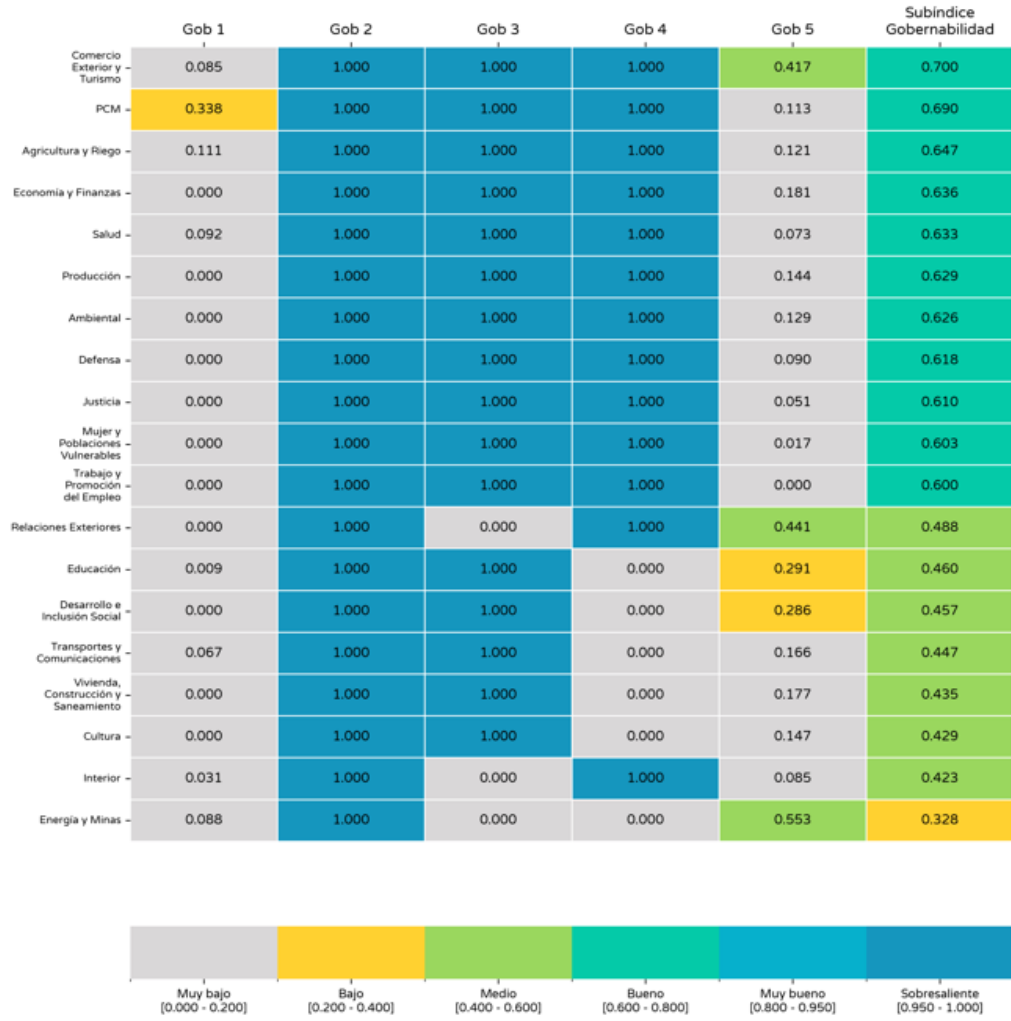 Gob 1 Gob 2 Gob 3 Gob 4 Gob 5 Subíndice
Gobernabilidad
Comercio
Exterior y
Turismo
0.085 1.000 1.000 1.000 0.417 0.700
PCM 0.338 1.000 1.000 1.000 0.113 0.690
Agricultura y Riego 0.111 1.000 1.000 1.000 0.121 0.647
Economía y Finanzas 0.000 1.000 1.000 1.000 0.181 0.636
Salud 0.092 1.000 1.000 1.000 0.073 0.633
Producción 0.000 1.000 1.000 1.000 0.144 0.629
Ambiental 0.000 1.000 1.000 1.000 0.129 0.626
Defensa 0.000 1.000 1.000 1.000 0.090 0.618
Justicia 0.000 1.000 1.000 1.000 0.051 0.610
Mujer y
Poblaciones
Vulnerables
0.000 1.000 1.000 1.000 0.017 0.603
Trabajo y
Promoción
del Empleo
0.000 1.000 1.000 1.000 0.000 0.600
Relaciones Exteriores 0.000 1.000 0.000 1.000 0.441 0.488
Educación 0.009 1.000 1.000 0.000 0.291 0.460
Desarrollo e
Inclusión Social
0.000 1.000 1.000 0.000 0.286 0.457
Transportes y
Comunicaciones
0.067 1.000 1.000 0.000 0.166 0.447
Vivienda,
Construcción y
Saneamiento
0.000 1.000 1.000 0.000 0.177 0.435
Cultura 0.000 1.000 1.000 0.000 0.147 0.429
Interior 0.031 1.000 0.000 1.000 0.085 0.423
Energía y Minas 0.088 1.000 0.000 0.000 0.553 0.328
Muy bajo Bajo Medio Bueno Muy bueno Sobresaliente
[0.000 - 0.200] [0.200 - 0.400] [0.400 - 0.600] [0.600 - 0.800] [0.800 - 0.950] [0.950 - 1.000]